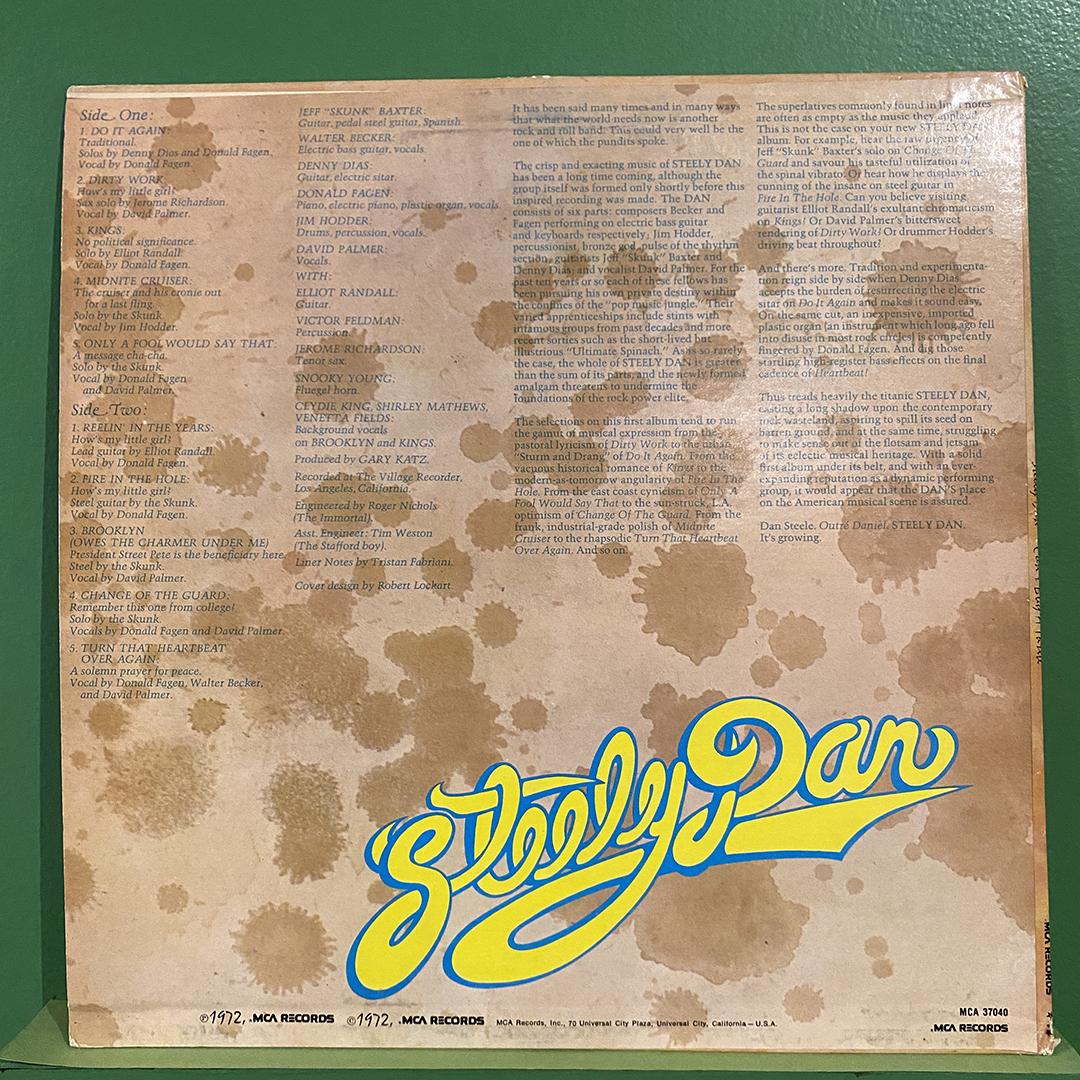 Side One:
1. DO IT AGAIN:
Traditional.
Solos by Denny Dias and Donald Fagen.
Vocal by Donald Fagen.
2. DIRTY WORK:
How's my little girl?
Sax solo by Jerome Richardson.
Vocal by David Palmer.
3. KINGS:
No political significance.
Solo by Elliot Randall.
Vocal by Donald Fagen.
4. MIDNITE CRUISER:
The cruiser and his cronie out
for a last fling.
Solo by the Skunk.
Vocal by Jim Hodder.
5. ONLY A FOOL WOULD SAY THAT:
A message cha-cha.
Solo by the Skunk.
Vocal by Donald Fagen
and David Palmer.
Side Two:
1. REELIN' IN THE YEARS:
How's my little girl?
Lead guitar by Elliot Randall.
Vocal by Donald Fagen.
2. FIRE IN THE HOLE:
How's my little girl?
Steel guitar by the Skunk.
Vocal by Donald Fagen.
3. BROOKLYN
(OWES THE CHARMER UNDER ME)
President Street Pete is the beneficiary here.
Steel by the Skunk.
Vocal by David Palmer.
4. CHANGE OF THE GUARD:
Remember this one from college?
Solo by the Skunk.
Vocals by Donald Fagen and David Palmer.
5. TURN THAT HEARTBEAT
OVER AGAIN:
A solemn prayer for peace.
Vocal by Donald Fagen, Walter Becker,
and David Palmer.
JEFF "SKUNK" BAXTER:
Guitar, pedal steel guitar, Spanish.
WALTER BECKER:
Electric bass guitar, vocals.
DENNY DIAS:
Guitar, electric sitar.
DONALD FAGEN:
Piano, electric piano, plastic organ, vocals.
JIM HODDER:
Drums, percussion, vocals.
DAVID PALMER:
Vocals.
WITH:
ELLIOT RANDALL:
Guitar.
VICTOR FELDMAN:
Percussion.
JEROME RICHARDSON:
Tenor sax.
SNOOKY YOUNG:
Fluegel horn.
CLYDIE KING, SHIRLEY MATHEWS,
VENETTA FIELDS:
Background vocals
on BROOKLYN and KINGS.
Produced by GARY KATZ.
Recorded at The Village Recorder,
Los Angeles, California.
Engineered by Roger Nichols
(The Immortal).
Asst. Engineer: Tim Weston
(The Stafford boy).
Liner Notes by Tristan Fabriani.
Cover design by Robert Lockart.
It has been said many times and in many ways
that what the world needs now is another
rock and roll band. This could very well be the
one of which the pundits spoke.
The crisp and exacting music of STEELY DAN
has been a long time coming, although the
group itself was formed only shortly before this
inspired recording was made. The DAN
consists of six parts: composers Becker and
Fagen performing on electric bass guitar
and keyboards respectively, Jim Hodder,
percussionist, bronze god, pulse of the rhythm
section, guitarists Jeff "Skunk" Baxter and
Denny Dias and vocalist David Palmer. For the
past ten years or so each of these fellows has
been pursuing his own private destiny within
the confines of the "pop music jungle." Their
varied apprenticeships include stints with
infamous groups from past decades and more
recent sorties such as the short-lived but
illustrious "Ultimate Spinach." As is so rarely
the case, the whole of STEELY DAN is greater
than the sum of its parts, and the newly formed
amalgam threatens to undermine the
foundations of the rock power elite.
The selections on this first album tend to run
the gamut of musical expression from the
pastoral lyricism of Dirty Work to the urban
"Sturm and Drang" of Do It Again. From the
vacuous historical romance of Kings to the
modern-as-tomorrow angularity of Fire In The
Hole. From the east coast cynicism of Only A
Fool Would Say That to the sun-struck, L.A.
optimism of Change Of The Guard. From the
frank, industrial-grade polish of Midnite
Cruiser to the rhapsodic Turn That Heartbeat
Over Again. And so on.
The superlatives commonly found in liner notes
are often as empty as the music they applaud.
This is not the case on your new STEELY DAN
album. For example, hear the raw urgency of
Jeff "Skunk" Baxter's solo on Change Of The
Guard and savour his tasteful utilization of
the spinal vibrato. Or hear how he displays the
cunning of the insane on steel guitar in
Fire In The Hole. Can you believe visiting
guitarist Elliot Randall's exultant chromaticism
on Kings? Or David Palmer's bittersweet
rendering of Dirty Work? Or drummer Hodder's
driving beat throughout?
And there's more. Tradition and experimenta-
tion reign side by side when Denny Dias
accepts the burden of resurrecting the electric
sitar on Do It Again and makes it sound easy.
On the same cut, an inexpensive, imported
plastic organ (an instrument which long ago fell
into disuse in most rock circles) is competently
fingered by Donald Fagen. And dig those
startling high-register bass effects on the final
cadence of Heartbeat!
Thus treads heavily the titanic STEELY DAN,
casting a long shadow upon the contemporary
rock wasteland, aspiring to spill its seed on
barren ground, and at the same time, struggling
to make sense out of the flotsam and jetsam
of its eclectic musical heritage. With a solid
first album under its belt, and with an ever-
expanding reputation as a dynamic performing
group, it would appear that the DAN'S place
on the American musical scene is assured.
Dan Steele. Outré Daniel. STEELY DAN.
It's growing.
Steely Dan
℗1972, MCA RECORDS ©1972, MCA RECORDS MCA Records, Inc., 70 Universal City Plaza, Universal City, California – U.S.A.
MCA 37040
MCA RECORDS
MCA RECORDS